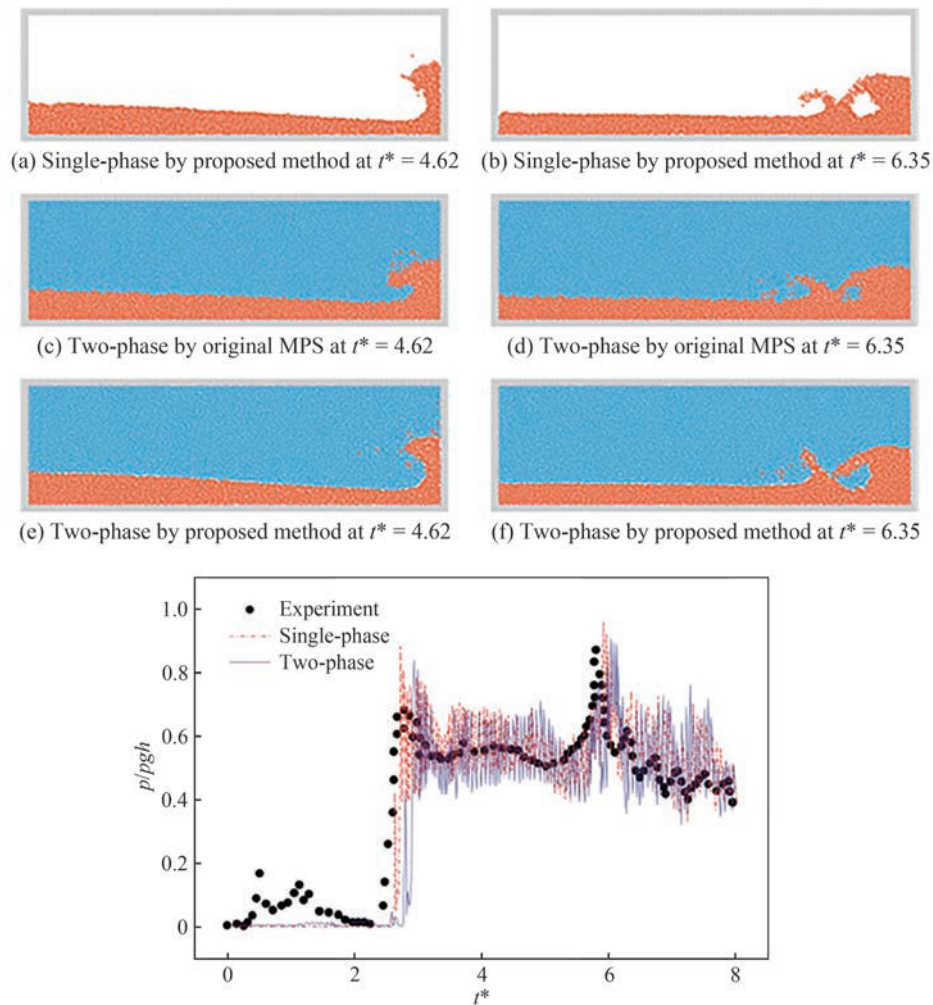 (a) Single-phase by proposed method at t* = 4.62
(b) Single-phase by proposed method at t* = 6.35
(c) Two-phase by original MPS at t* = 4.62
(d) Two-phase by original MPS at t* = 6.35
(e) Two-phase by proposed method at t* = 4.62
(f) Two-phase by proposed method at t* = 6.35
Experiment
Single-phase
Two-phase
1.0
0.8
0.6
0.4
0.2
0
p/pgh
0 2 4 6 8
t*